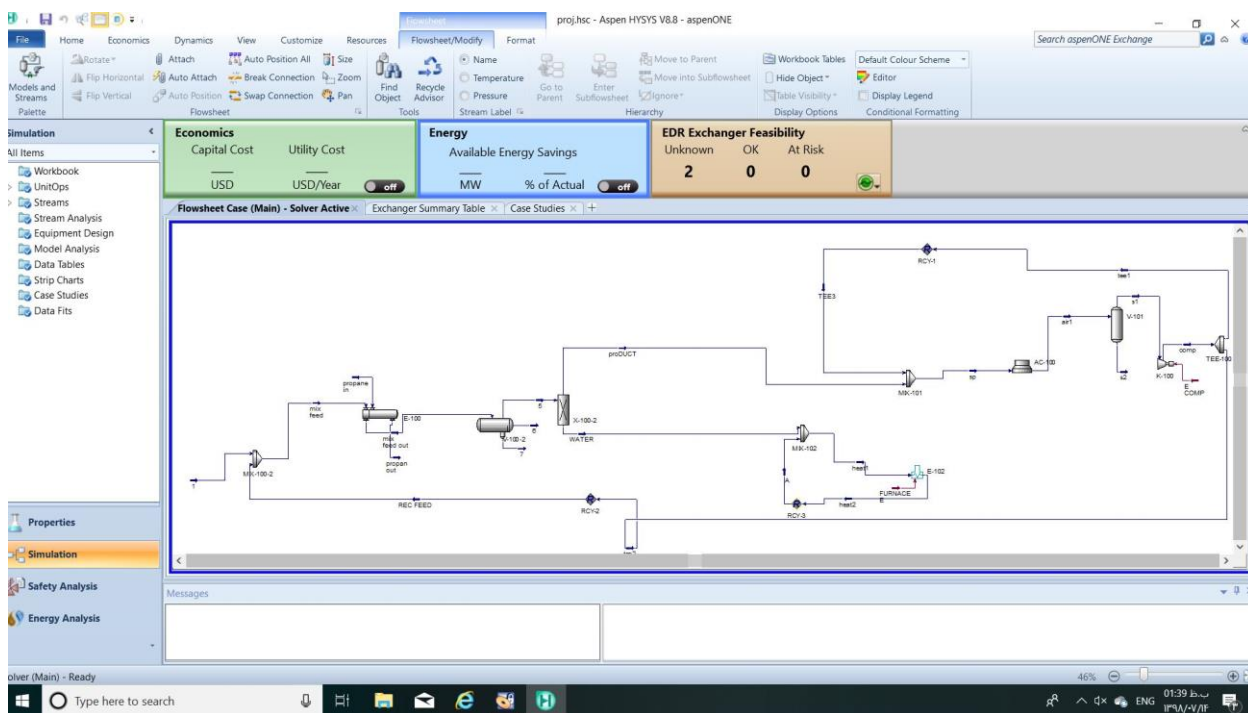 proj.hsc - Aspen HYSYS V8.8 - aspenONE
Flowsheet
File Home Economics Dynamics View Customize Resources Flowsheet/Modify Format
Search aspenONE Exchange
Models and Streams
Palette
Rotate
Flip Horizontal
Flip Vertical
Attach
Auto Attach
Auto Position
Auto Position All
Break Connection
Swap Connection
Size
Zoom
Pan
Flowsheet
Find Object
Recycle Advisor
Tools
Name
Temperature
Pressure
Stream Label
Go to Parent
Enter Subflowsheet
Move to Parent
Move into Subflowsheet
Ignore
Hierarchy
Workbook Tables
Hide Object
Table Visibility
Display Options
Default Colour Scheme
Editor
Display Legend
Conditional Formatting
Simulation
All Items
Workbook
UnitOps
Streams
Stream Analysis
Equipment Design
Model Analysis
Data Tables
Strip Charts
Case Studies
Data Fits
Properties
Simulation
Safety Analysis
Energy Analysis
Economics
Capital Cost Utility Cost
USD USD/Year off
Energy
Available Energy Savings
MW % of Actual off
EDR Exchanger Feasibility
Unknown OK At Risk
2 0 0
Flowsheet Case (Main) - Solver Active Exchanger Summary Table Case Studies +
RCY-1
tee1
TEE3
s1
V-101
air1
comp
TEE-100
AC-100
K-100
s2
E COMP
MIX-101
proDUCT
propane in
mix feed
E-100
mix feed out
propan out
5
6
7
V-100-2
X-100-2
WATER
MIX-102
heat1
E-102
FURNACE E
A
heat2
RCY-3
1
MIX-100-2
REC FEED
RCY-2
Messages
olver (Main) - Ready
46%
Type here to search
ENG
01:39 ب.ظ
۱۳۹۸/۰۷/۱۴